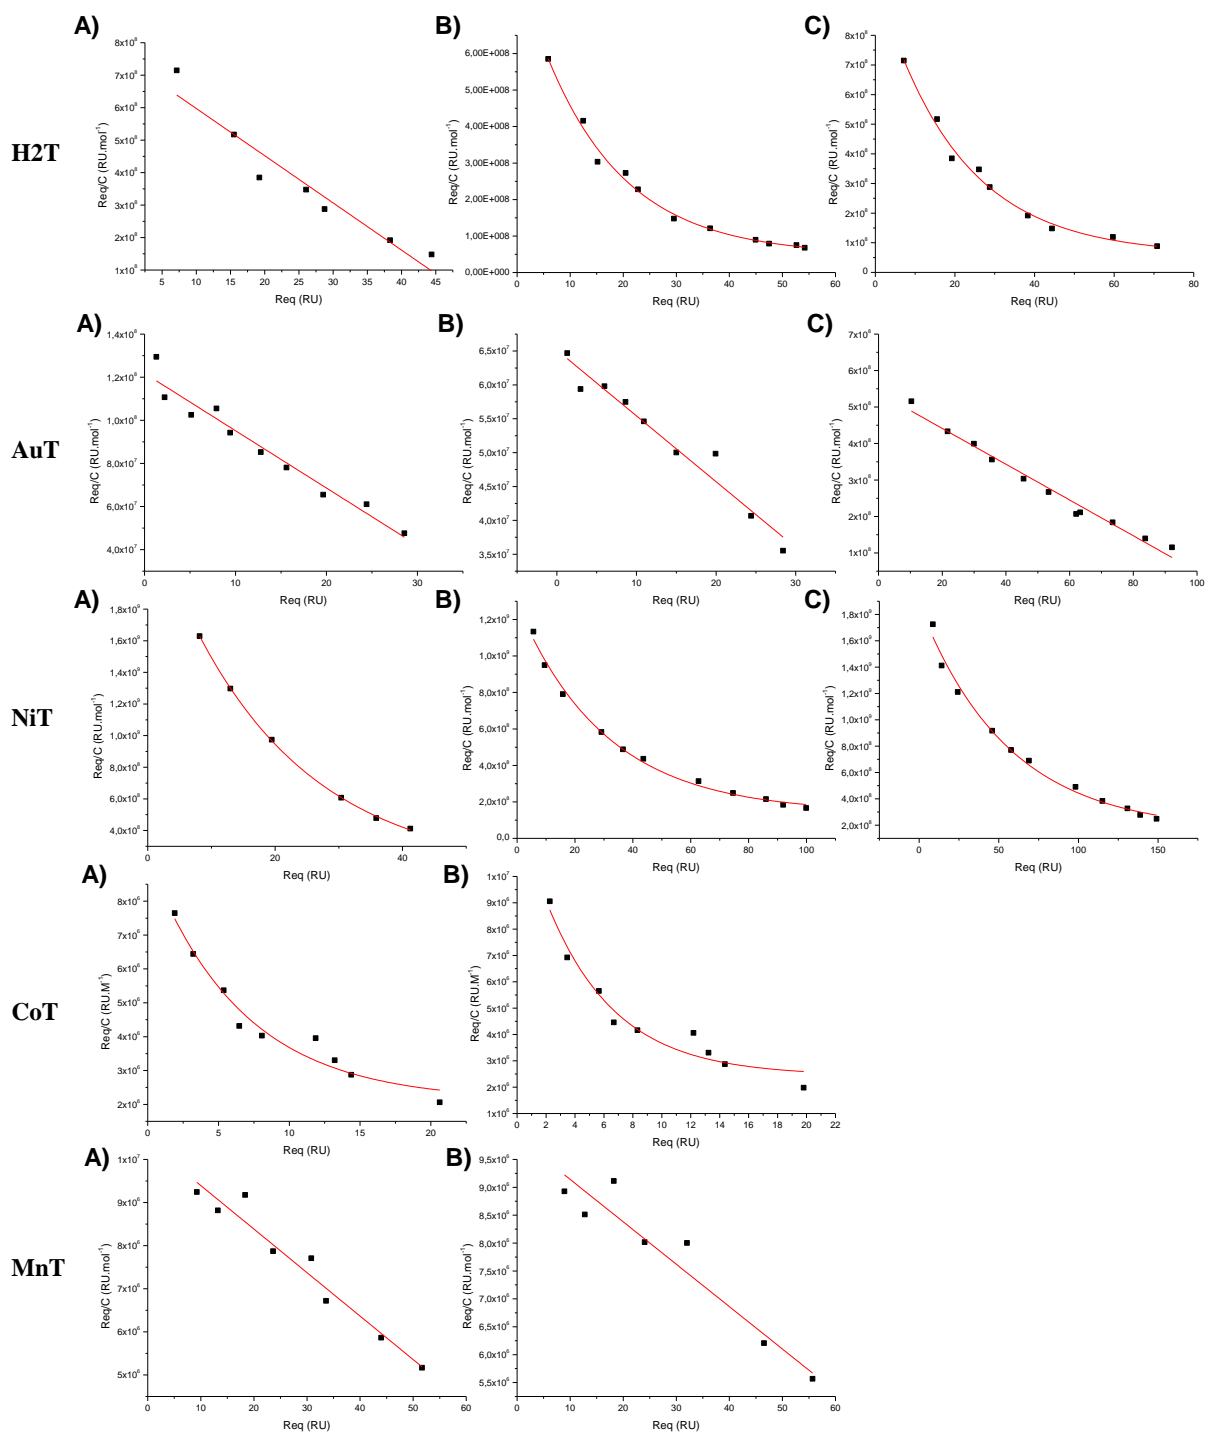 A)
B)
C)
H2T
8x10⁸
7x10⁸
6x10⁸
5x10⁸
4x10⁸
3x10⁸
2x10⁸
1x10⁸
Req/C (RU.mol⁻¹)
5 10 15 20 25 30 35 40 45
Req (RU)
6,00E+008
5,00E+008
4,00E+008
3,00E+008
2,00E+008
1,00E+008
0,00E+000
Req/C (RU.mol⁻¹)
0 10 20 30 40 50 60
Req (RU)
8x10⁸
7x10⁸
6x10⁸
5x10⁸
4x10⁸
3x10⁸
2x10⁸
1x10⁸
0
Req/C (RU.mol⁻¹)
0 20 40 60 80
Req (RU)
A)
B)
C)
AuT
1,4x10⁸
1,2x10⁸
1,0x10⁸
8,0x10⁷
6,0x10⁷
4,0x10⁷
Req/C (RU.mol⁻¹)
0 10 20 30
Req (RU)
6,5x10⁷
6,0x10⁷
5,5x10⁷
5,0x10⁷
4,5x10⁷
4,0x10⁷
3,5x10⁷
Req/C (RU.mol⁻¹)
0 10 20 30
Req (RU)
7x10⁸
6x10⁸
5x10⁸
4x10⁸
3x10⁸
2x10⁸
1x10⁸
Req/C (RU.mol⁻¹)
0 20 40 60 80 100
Req (RU)
A)
B)
C)
NiT
1,8x10⁹
1,6x10⁹
1,4x10⁹
1,2x10⁹
1,0x10⁹
8,0x10⁸
6,0x10⁸
4,0x10⁸
Req/C (RU.mol⁻¹)
0 20 40
Req (RU)
1,2x10⁹
1,0x10⁹
8,0x10⁸
6,0x10⁸
4,0x10⁸
2,0x10⁸
0,0
Req/C (RU.mol⁻¹)
0 20 40 60 80 100
Req (RU)
1,8x10⁹
1,6x10⁹
1,4x10⁹
1,2x10⁹
1,0x10⁹
8,0x10⁸
6,0x10⁸
4,0x10⁸
2,0x10⁸
Req/C (RU.mol⁻¹)
0 50 100 150
Req (RU)
A)
B)
CoT
8x10⁶
7x10⁶
6x10⁶
5x10⁶
4x10⁶
3x10⁶
2x10⁶
Req/C (RU.M⁻¹)
0 5 10 15 20
Req (RU)
1x10⁷
9x10⁶
8x10⁶
7x10⁶
6x10⁶
5x10⁶
4x10⁶
3x10⁶
2x10⁶
1x10⁶
Req/C (RU.M⁻¹)
0 2 4 6 8 10 12 14 16 18 20 22
Req (RU)
A)
B)
MnT
1x10⁷
9x10⁶
8x10⁶
7x10⁶
6x10⁶
5x10⁶
Req/C (RU.mol⁻¹)
0 10 20 30 40 50 60
Req (RU)
9,5x10⁶
9,0x10⁶
8,5x10⁶
8,0x10⁶
7,5x10⁶
7,0x10⁶
6,5x10⁶
6,0x10⁶
5,5x10⁶
Req/C (RU.mol⁻¹)
0 10 20 30 40 50 60
Req (RU)